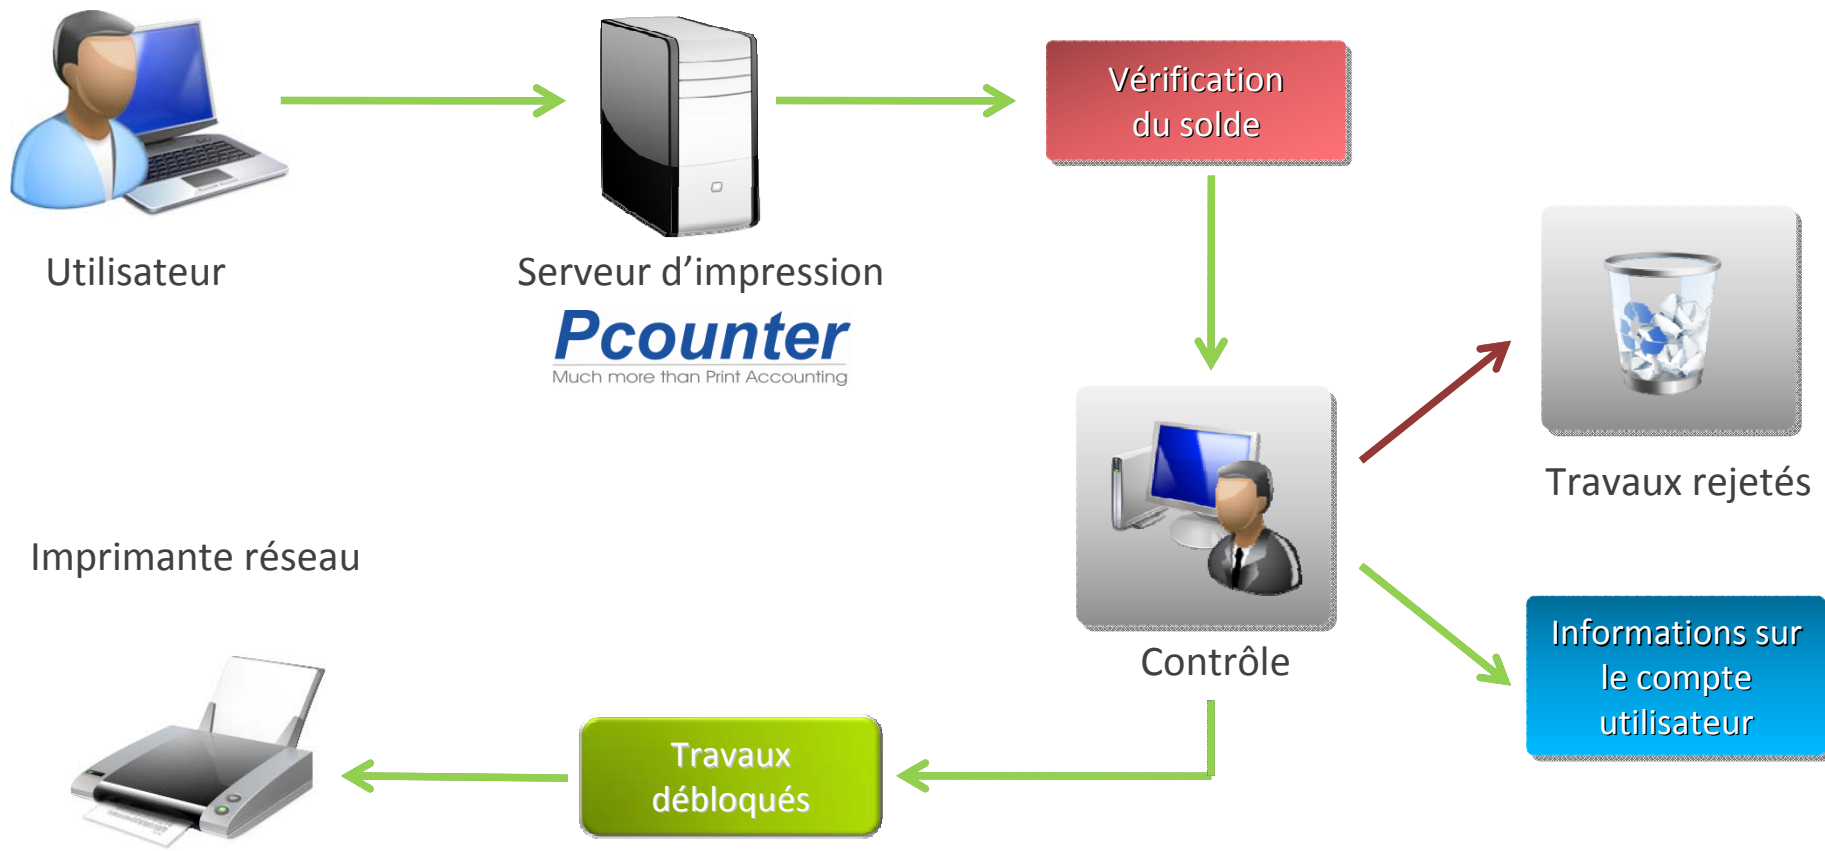 Utilisateur
Serveur d’impression
Pcounter
Much more than Print Accounting
Vérification
du solde
Travaux rejetés
Contrôle
Informations sur
le compte
utilisateur
Travaux
débloqués
Imprimante réseau